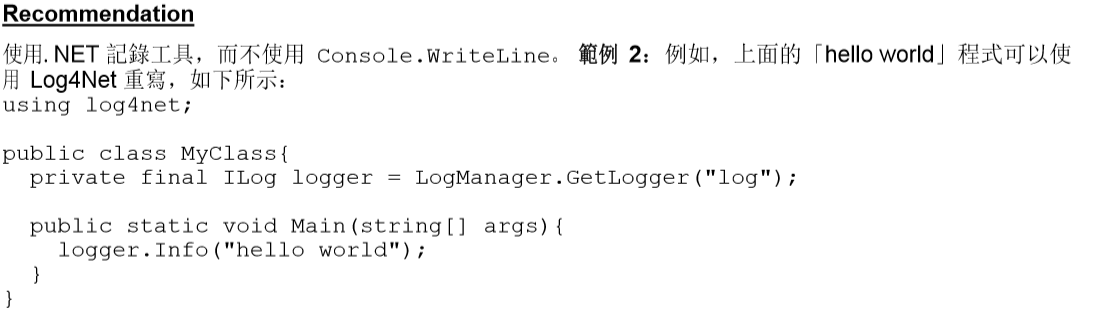 Recommendation
使用.NET 記錄工具，而不使用 Console.WriteLine。 範例 2：例如，上面的「hello world」程式可以使
用 Log4Net 重寫，如下所示：
using log4net;
public class MyClass{
  private final ILog logger = LogManager.GetLogger("log");
  public static void Main(string[] args){
    logger.Info("hello world");
  }
}